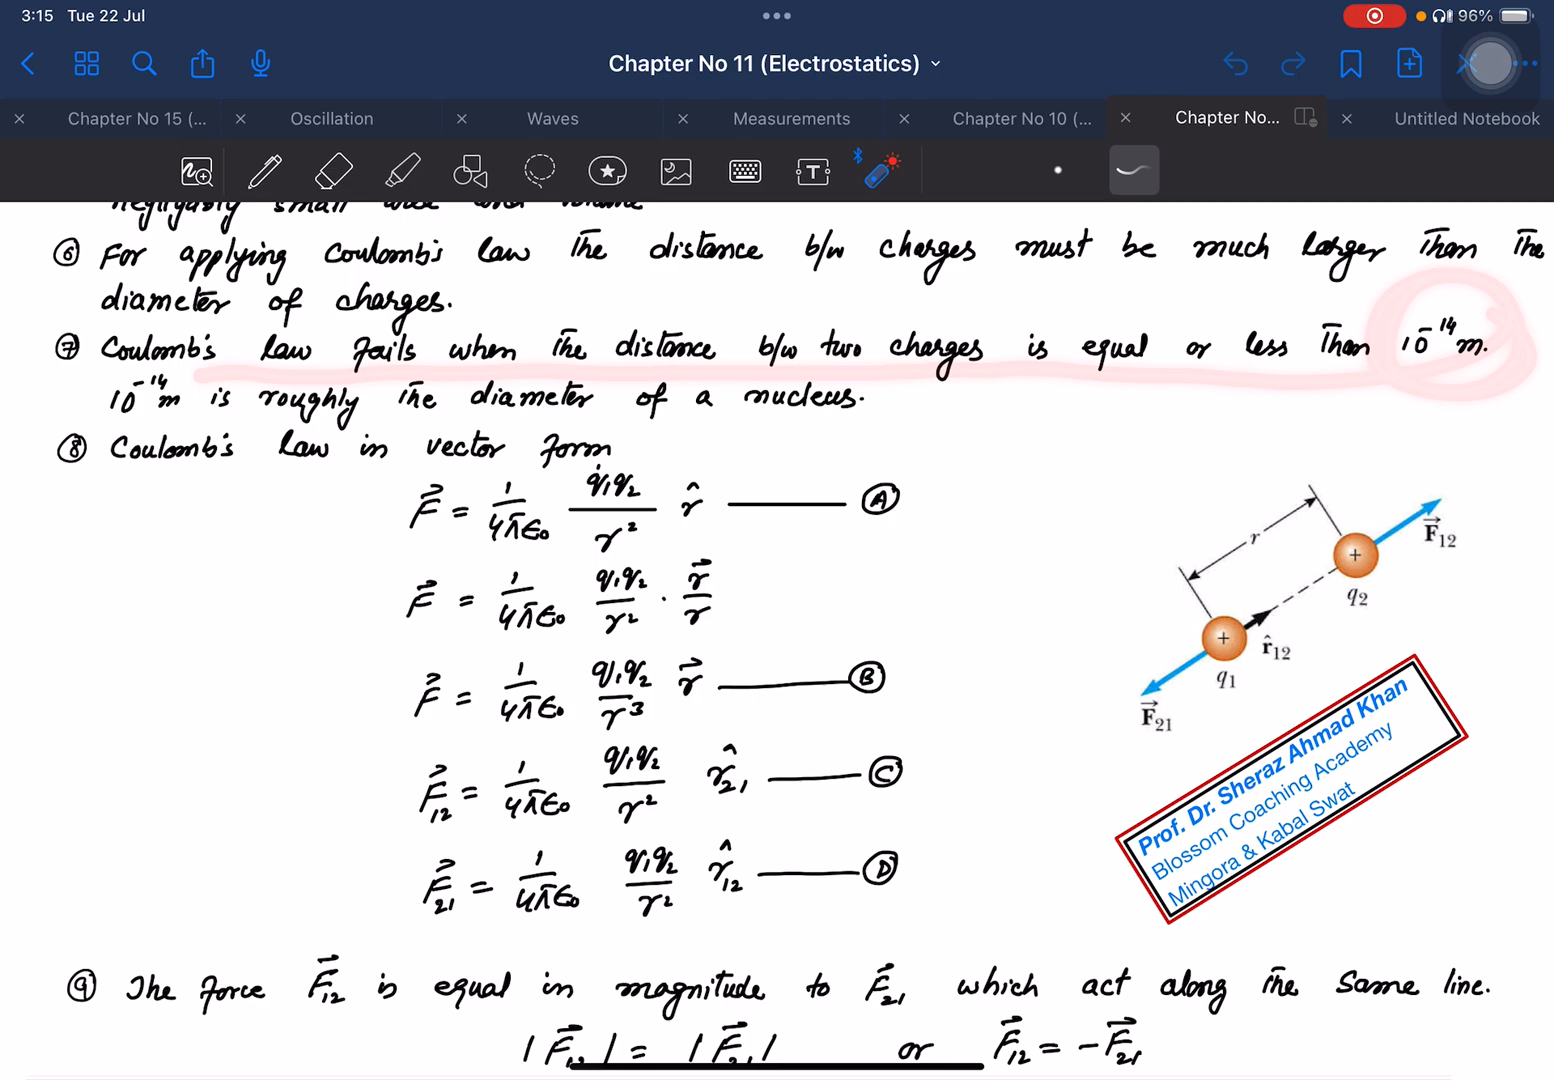 3:15 Tue 22 Jul
96%
Chapter No 11 (Electrostatics)
Chapter No 15 (...
Oscillation
Waves
Measurements
Chapter No 10 (...
Chapter No...
Untitled Notebook
negligably small
⑥ For applying Coulomb's law the distance b/w charges must be much larger than the
diameter of charges.
⑦ Coulomb's law fails when the distance b/w two charges is equal or less than 10⁻¹⁴m.
10⁻¹⁴m is roughly the diameter of a nucleus.
⑧ Coulomb's law in vector form
F⃗ = 1/4πε₀ q₁q₂/r² r̂ — Ⓐ
F⃗ = 1/4πε₀ q₁q₂/r² · r⃗/r
F⃗ = 1/4πε₀ q₁q₂/r³ r⃗ — Ⓑ
F⃗₁₂ = 1/4πε₀ q₁q₂/r² r̂₂₁ — Ⓒ
F⃗₂₁ = 1/4πε₀ q₁q₂/r² r̂₁₂ — Ⓓ
r
+
F⃗₁₂
q₂
+
r̂₁₂
q₁
F⃗₂₁
Prof. Dr. Sheraz Ahmad Khan
Blossom Coaching Academy
Mingora & Kabal Swat
⑨ The force F⃗₁₂ is equal in magnitude to F⃗₂₁ which act along the same line.
|F⃗₁₂| = |F⃗₂₁| or F⃗₁₂ = -F⃗₂₁